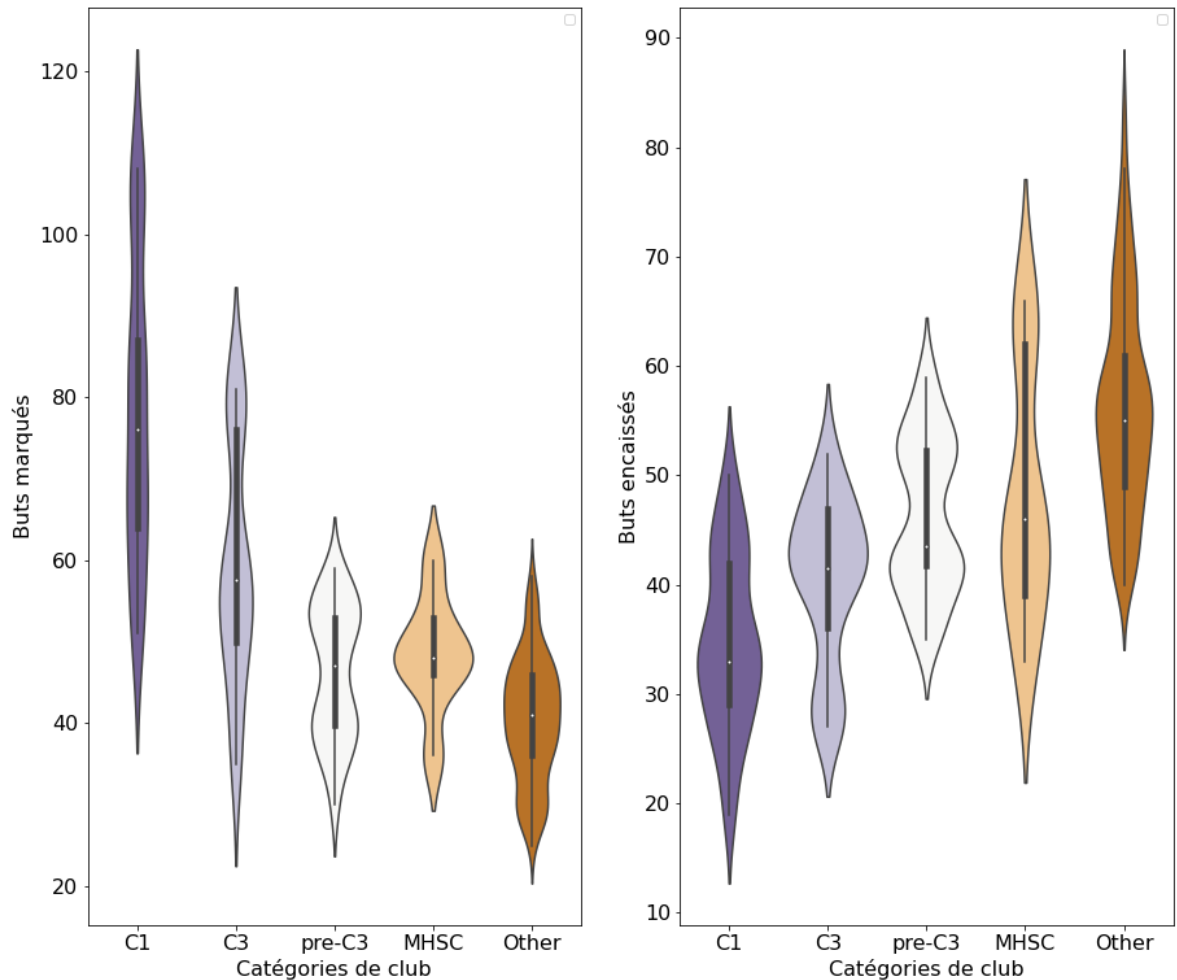 Buts marqués
120
100
80
60
40
20
C1 C3 pre-C3 MHSC Other
Catégories de club
Buts encaissés
90
80
70
60
50
40
30
20
10
C1 C3 pre-C3 MHSC Other
Catégories de club